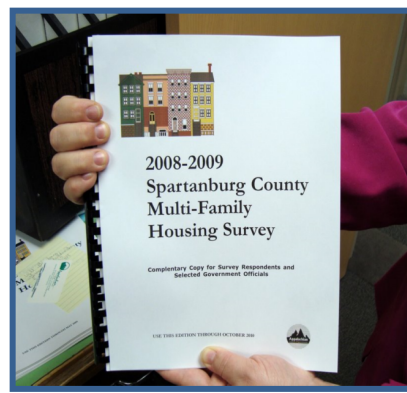 2008-2009
Spartanburg County
Multi-Family
Housing Survey
Complentary Copy for Survey Respondents and
Selected Government Officials
USE THIS EDITION THROUGH OCTOBER 2010
Appalachian